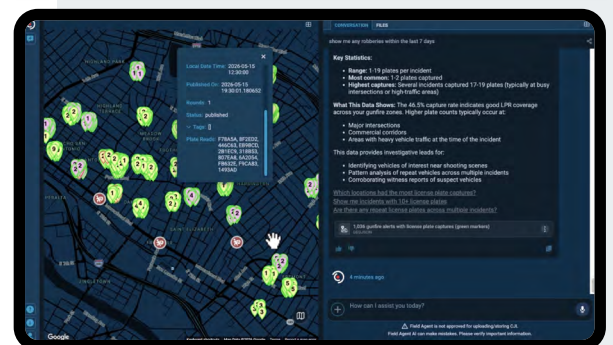 HIGHLAND PARK
HIGHLAND TERRACE
Local Date Time: 2026-03-15
12:30:00
Published On: 2026-03-15
19:30:01.180652
Rounds: 1
Status: published
Tags: []
Plate Reads:
Google
CONVERSATION FILES
show me any robberies within the last 7 days
Key Statistics:
• Range: 1-19 plates per incident
• Most common: 1-2 plates captured
• Highest captures: Several incidents captured 17-19 plates (typically at busy
intersections or high-traffic areas)
What This Data Shows: The 46.5% capture rate indicates good LPR coverage
across your gunfire zones. Higher plate counts typically occur at:
• Major intersections
• Commercial corridors
• Areas with heavy vehicle traffic at the time of the incident
This data provides investigative leads for:
• Identifying vehicles of interest near shooting scenes
• Pattern analysis of repeat vehicles across multiple incidents
• Corroborating witness reports of suspect vehicles
Which locations had the most license plate captures?
Show me incidents with 10+ license plates
Are there any repeat license plates across multiple incidents?
1,036 gunfire alerts with license plate captures (green markers)
4 minutes ago
How can I assist you today?
Field Agent is not approved for uploading/storing CJI.
Field Agent AI can make mistakes. Please verify important information.